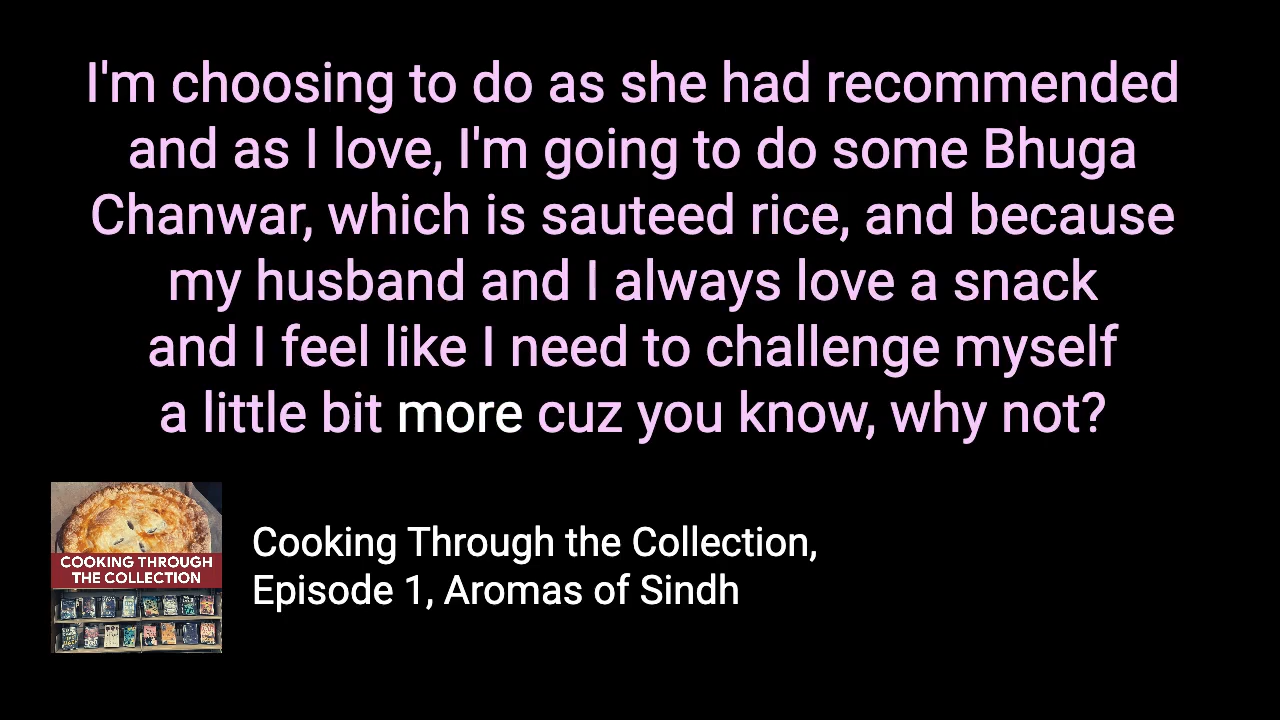 I'm choosing to do as she had recommended
and as I love, I'm going to do some Bhuga
Chanwar, which is sauteed rice, and because
my husband and I always love a snack
and I feel like I need to challenge myself
a little bit more cuz you know, why not?
COOKING THROUGH
THE COLLECTION
Cooking Through the Collection,
Episode 1, Aromas of Sindh